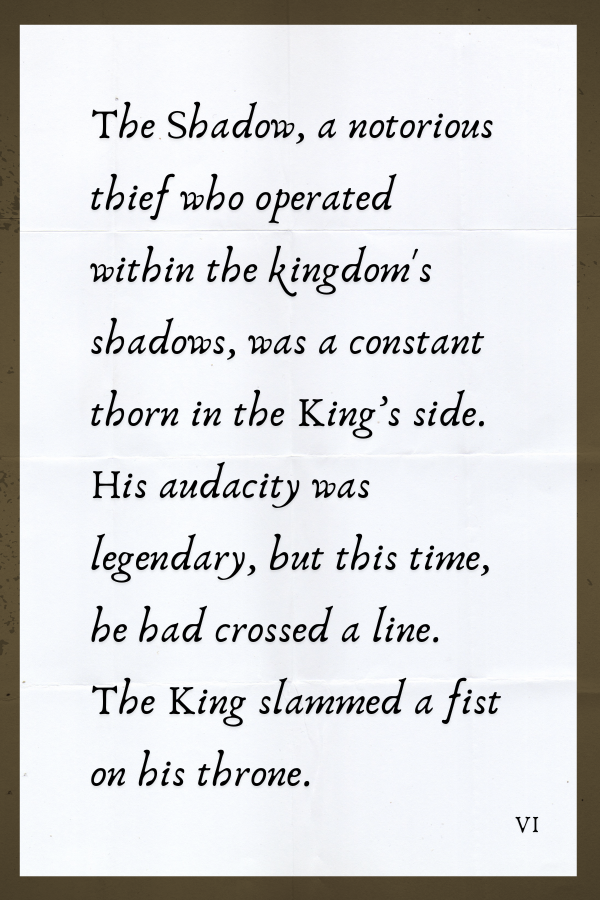 The Shadow, a notorious
thief who operated
within the kingdom's
shadows, was a constant
thorn in the King’s side.
His audacity was
legendary, but this time,
he had crossed a line.
The King slammed a fist
on his throne.
VI